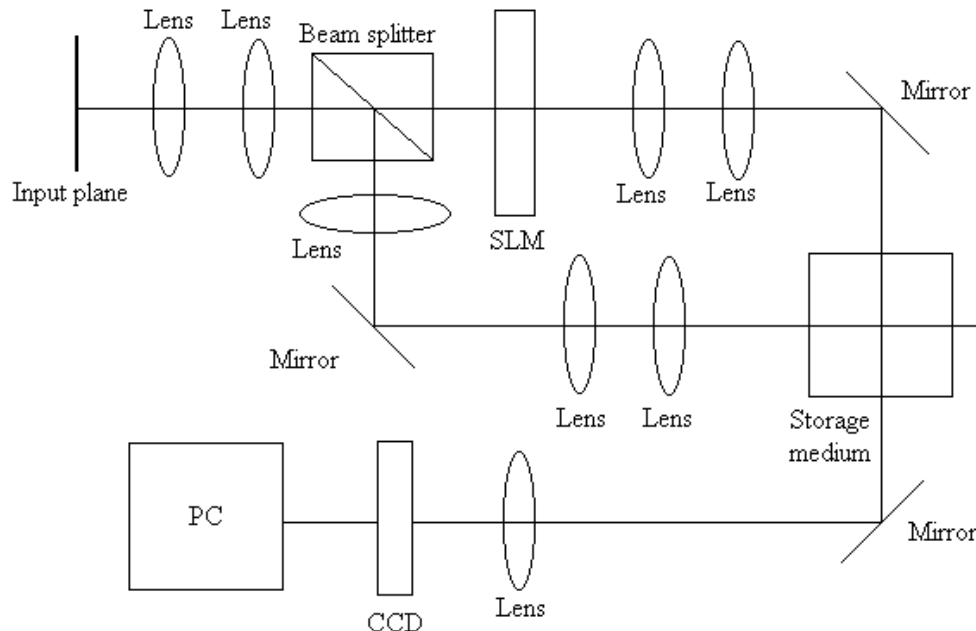 Lens
Lens
Beam splitter
Mirror
Input plane
Lens
Lens
Lens
SLM
Mirror
Lens
Lens
Storage
medium
PC
Mirror
Lens
CCD